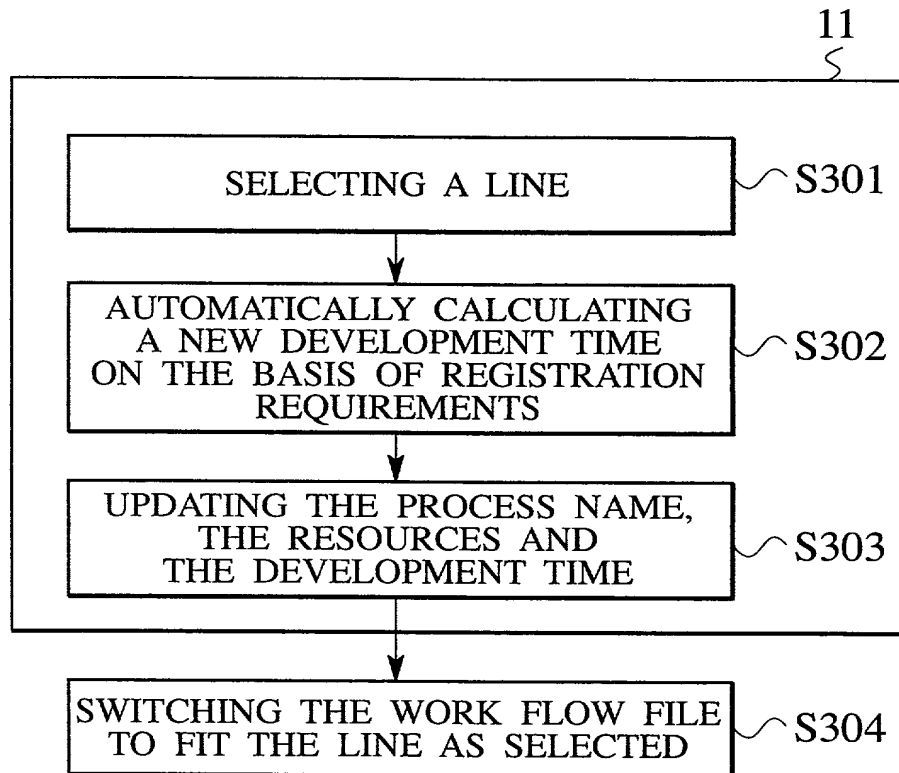 11
SELECTING A LINE
S301
AUTOMATICALLY CALCULATING
A NEW DEVELOPMENT TIME
ON THE BASIS OF REGISTRATION
REQUIREMENTS
S302
UPDATING THE PROCESS NAME,
THE RESOURCES AND
THE DEVELOPMENT TIME
S303
SWITCHING THE WORK FLOW FILE
TO FIT THE LINE AS SELECTED
S304